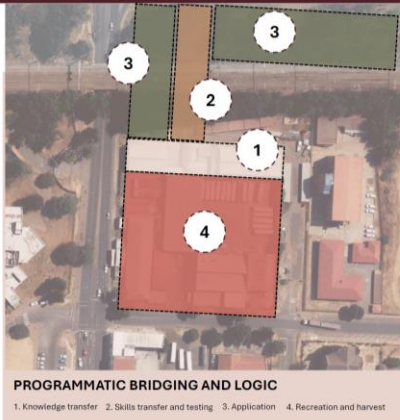 3
3
2
1
4
PROGRAMMATIC BRIDGING AND LOGIC
1. Knowledge transfer 2. Skills transfer and testing 3. Application 4. Recreation and harvest